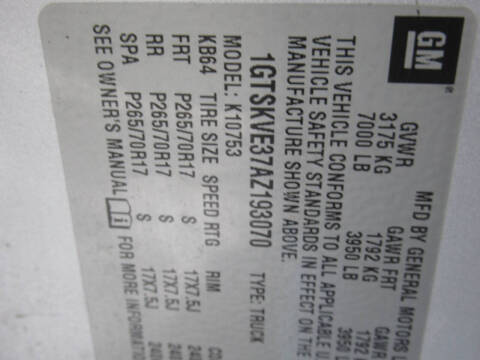 GM
MFD BY GENERAL MOTORS
GVWR GAWR FRT GAWR
3175 KG 1792 KG 1792
7000 LB 3950 LB 3950
THIS VEHICLE CONFORMS TO ALL APPLICABLE U
VEHICLE SAFETY STANDARDS IN EFFECT ON THE
MANUFACTURE SHOWN ABOVE.
1GTSKVE37AZ193070 TYPE: TRUCK
MODEL: K10753
KB64 TIRE SIZE SPEED RTG RIM
FRT P265/70R17 S 17X7.5J
RR P265/70R17 S 17X7.5J
SPA P265/70R17 S 17X7.5J
SEE OWNER'S MANUAL FOR MORE INFORMATION